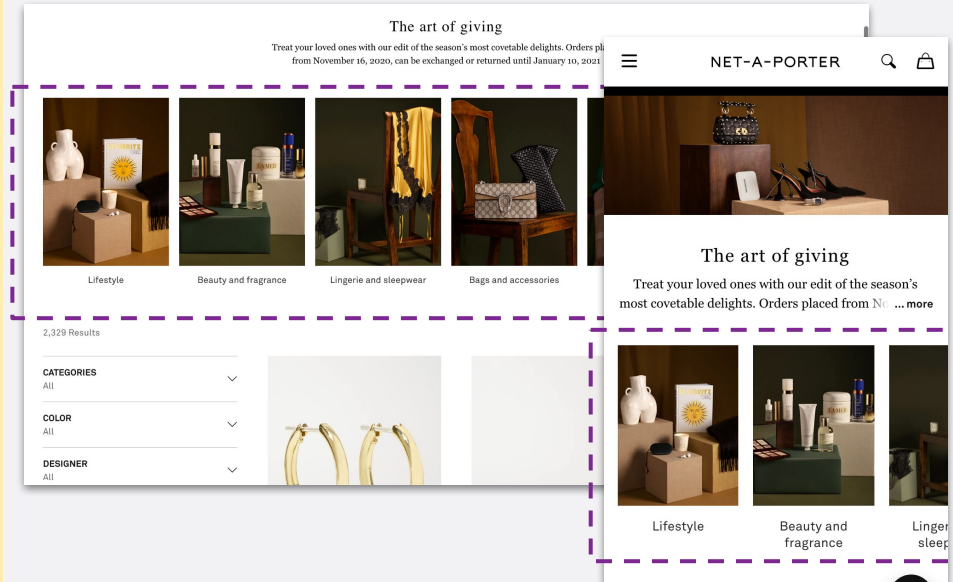 The art of giving
Treat your loved ones with our edit of the season's most covetable delights. Orders pla
from November 16, 2020, can be exchanged or returned until January 10, 2021
Lifestyle
Beauty and fragrance
Lingerie and sleepwear
Bags and accessories
2,329 Results
CATEGORIES
All
COLOR
All
DESIGNER
All
NET-A-PORTER
The art of giving
Treat your loved ones with our edit of the season's
most covetable delights. Orders placed from No ... more
Lifestyle
Beauty and
fragrance
Linger
sleep